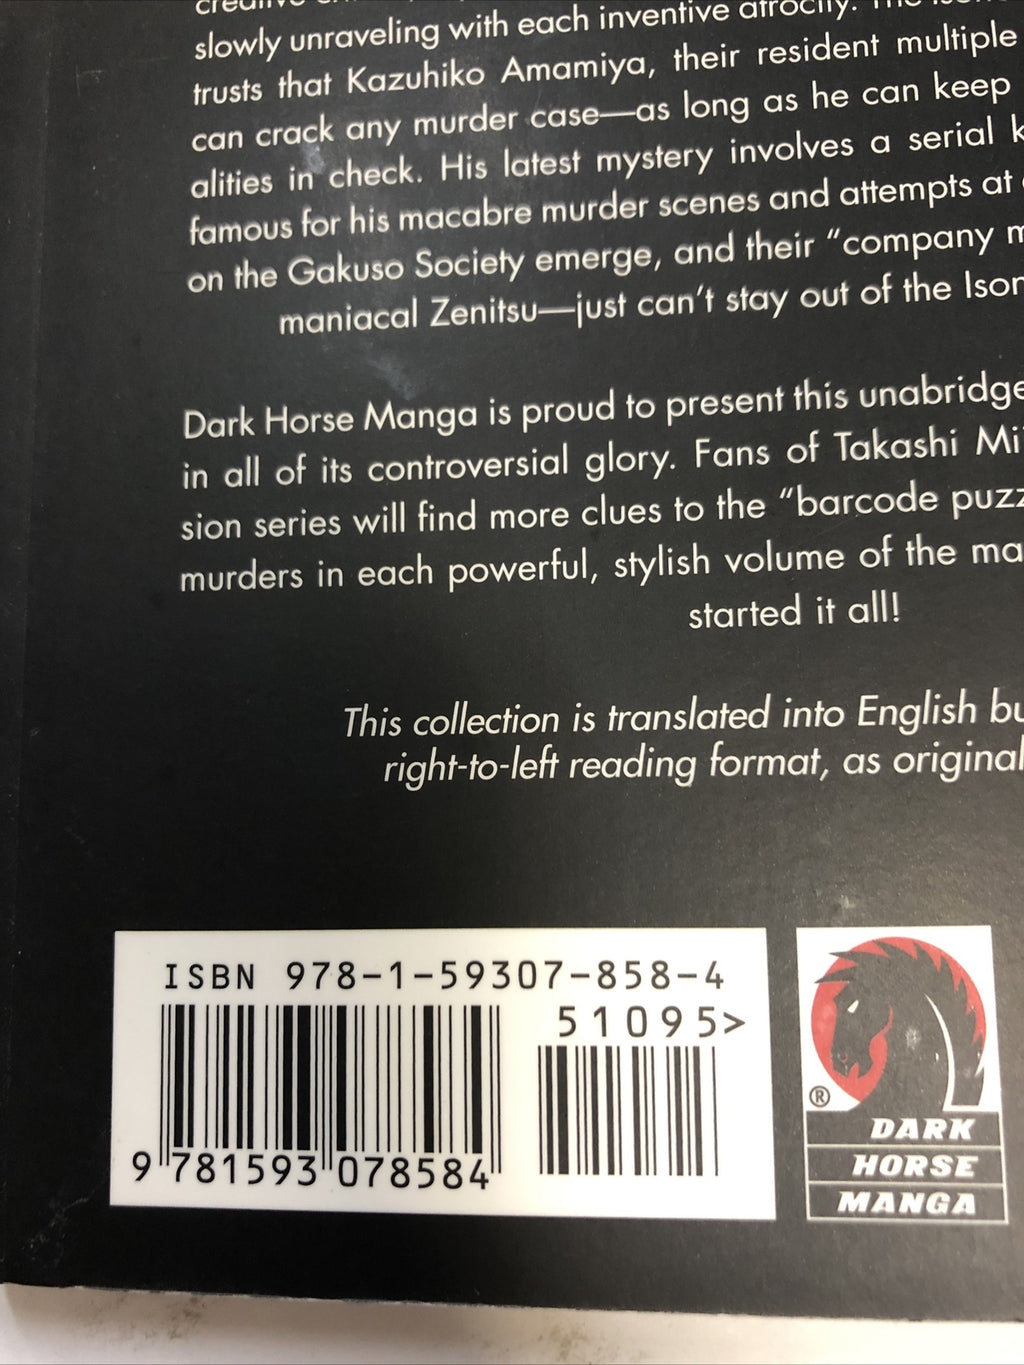 slowly unraveling with each inventive atrocity.
trusts that Kazuhiko Amamiya, their resident multiple
can crack any murder case—as long as he can keep
alities in check. His latest mystery involves a serial
famous for his macabre murder scenes and attempts at
on the Gakuso Society emerge, and their “company
maniacal Zenitsu—just can’t stay out of the
Dark Horse Manga is proud to present this
in all of its controversial glory. Fans of Takashi
sion series will find more clues to the “barcode
murders in each powerful, stylish volume of the
started it all!
This collection is translated into English
right-to-left reading format, as
ISBN 978-1-59307-858-4
51095>
9 781593 078584
®
DARK
HORSE
MANGA